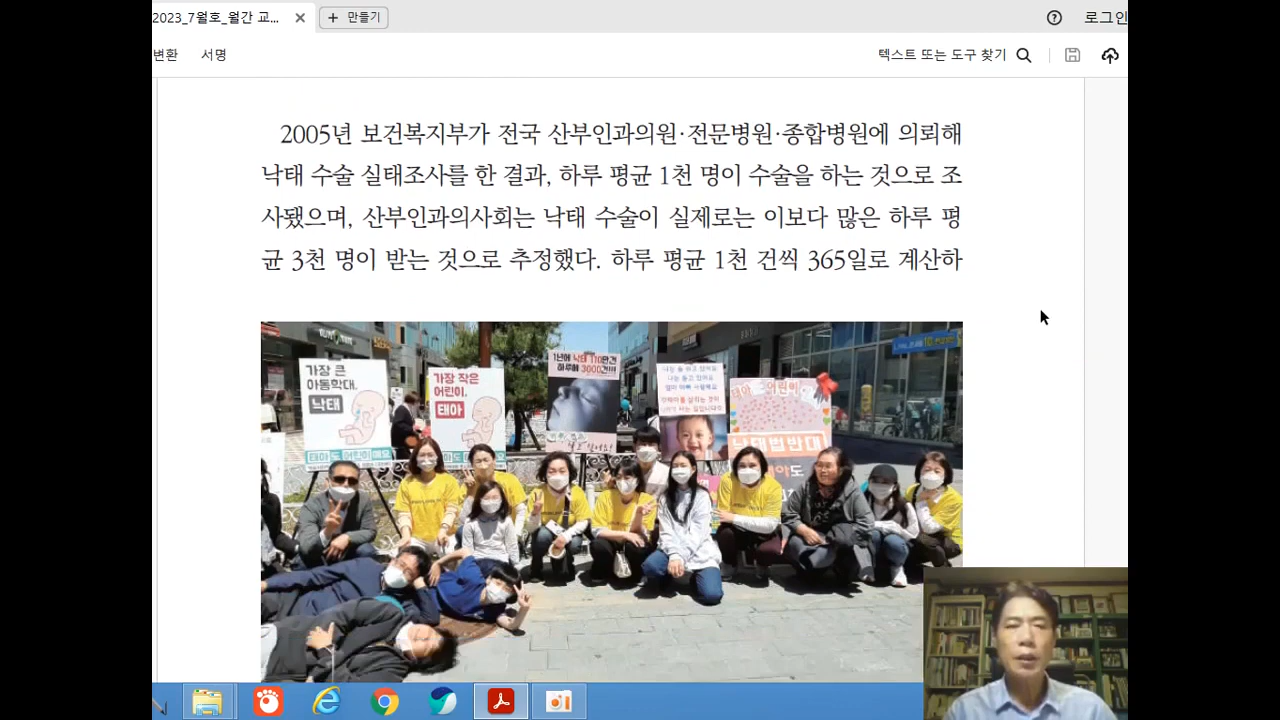 2023_7월호_월간 교...
만들기
로그인
변환 서명
텍스트 또는 도구 찾기
2005년 보건복지부가 전국 산부인과의원·전문병원·종합병원에 의뢰해
낙태 수술 실태조사를 한 결과, 하루 평균 1천 명이 수술을 하는 것으로 조
사됐으며, 산부인과의사회는 낙태 수술이 실제로는 이보다 많은 하루 평
균 3천 명이 받는 것으로 추정했다. 하루 평균 1천 건씩 365일로 계산하
가장 큰
아동학대.
낙태
태아도 어린이예요
가장 작은
어린이.
태아
1년에 낙태 110만건
하루에 3000건!!!
낙태법반대